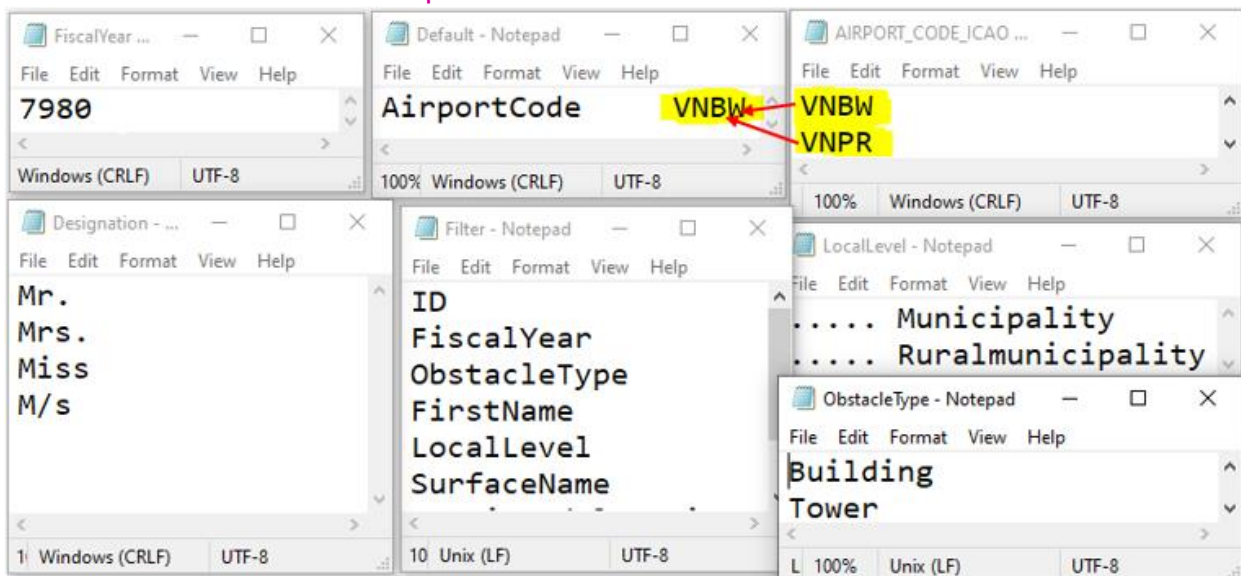 FiscalYear ...
File Edit Format View Help
7980
Windows (CRLF) UTF-8
Default - Notepad
File Edit Format View Help
AirportCode VNBW
100% Windows (CRLF) UTF-8
AIRPORT_CODE_ICAO ...
File Edit Format View Help
VNBW
VNPR
100% Windows (CRLF) UTF-8
Designation - ...
File Edit Format View Help
Mr.
Mrs.
Miss
M/s
Windows (CRLF) UTF-8
Filter - Notepad
File Edit Format View Help
ID
FiscalYear
ObstacleType
FirstName
LocalLevel
SurfaceName
10 Unix (LF) UTF-8
LocalLevel - Notepad
File Edit Format View Help
..... Municipality
..... Ruralmunicipality
ObstacleType - Notepad
File Edit Format View Help
Building
Tower
L 100% Unix (LF) UTF-8